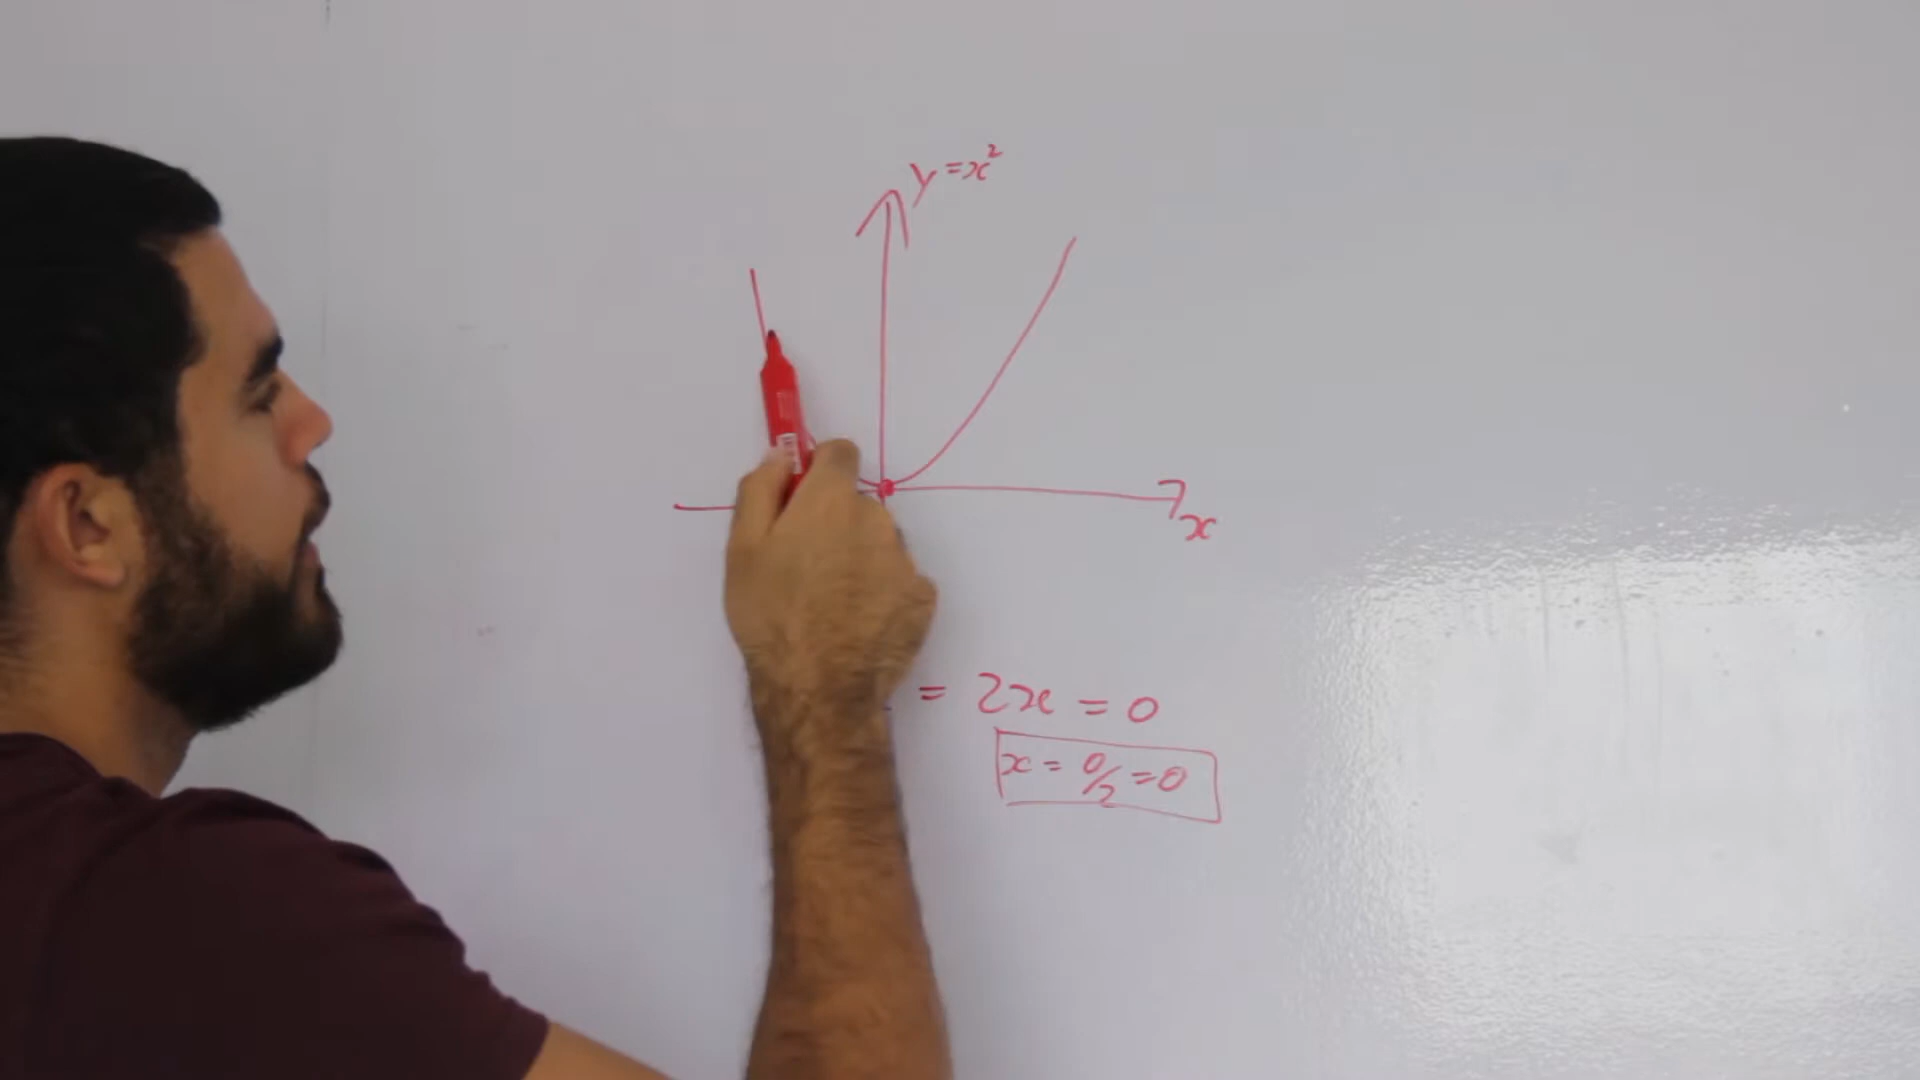 y = x²
x
= 2x = 0
x = 0/2 = 0